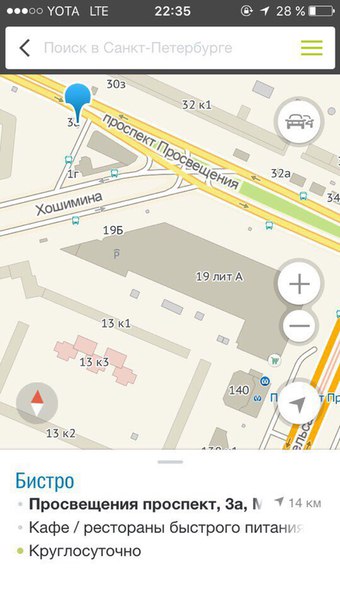 YOTA LTE 22:35 28 %
Поиск в Санкт-Петербурге
30з
32 к1
3а
проспект Просвещения
1г
32а
34
Хошимина
19Б
P
19 лит А
13 к1
13 к3
140
13 к2
Бистро
Просвещения проспект, 3а, М 14 км
Кафе / рестораны быстрого питания
Круглосуточно